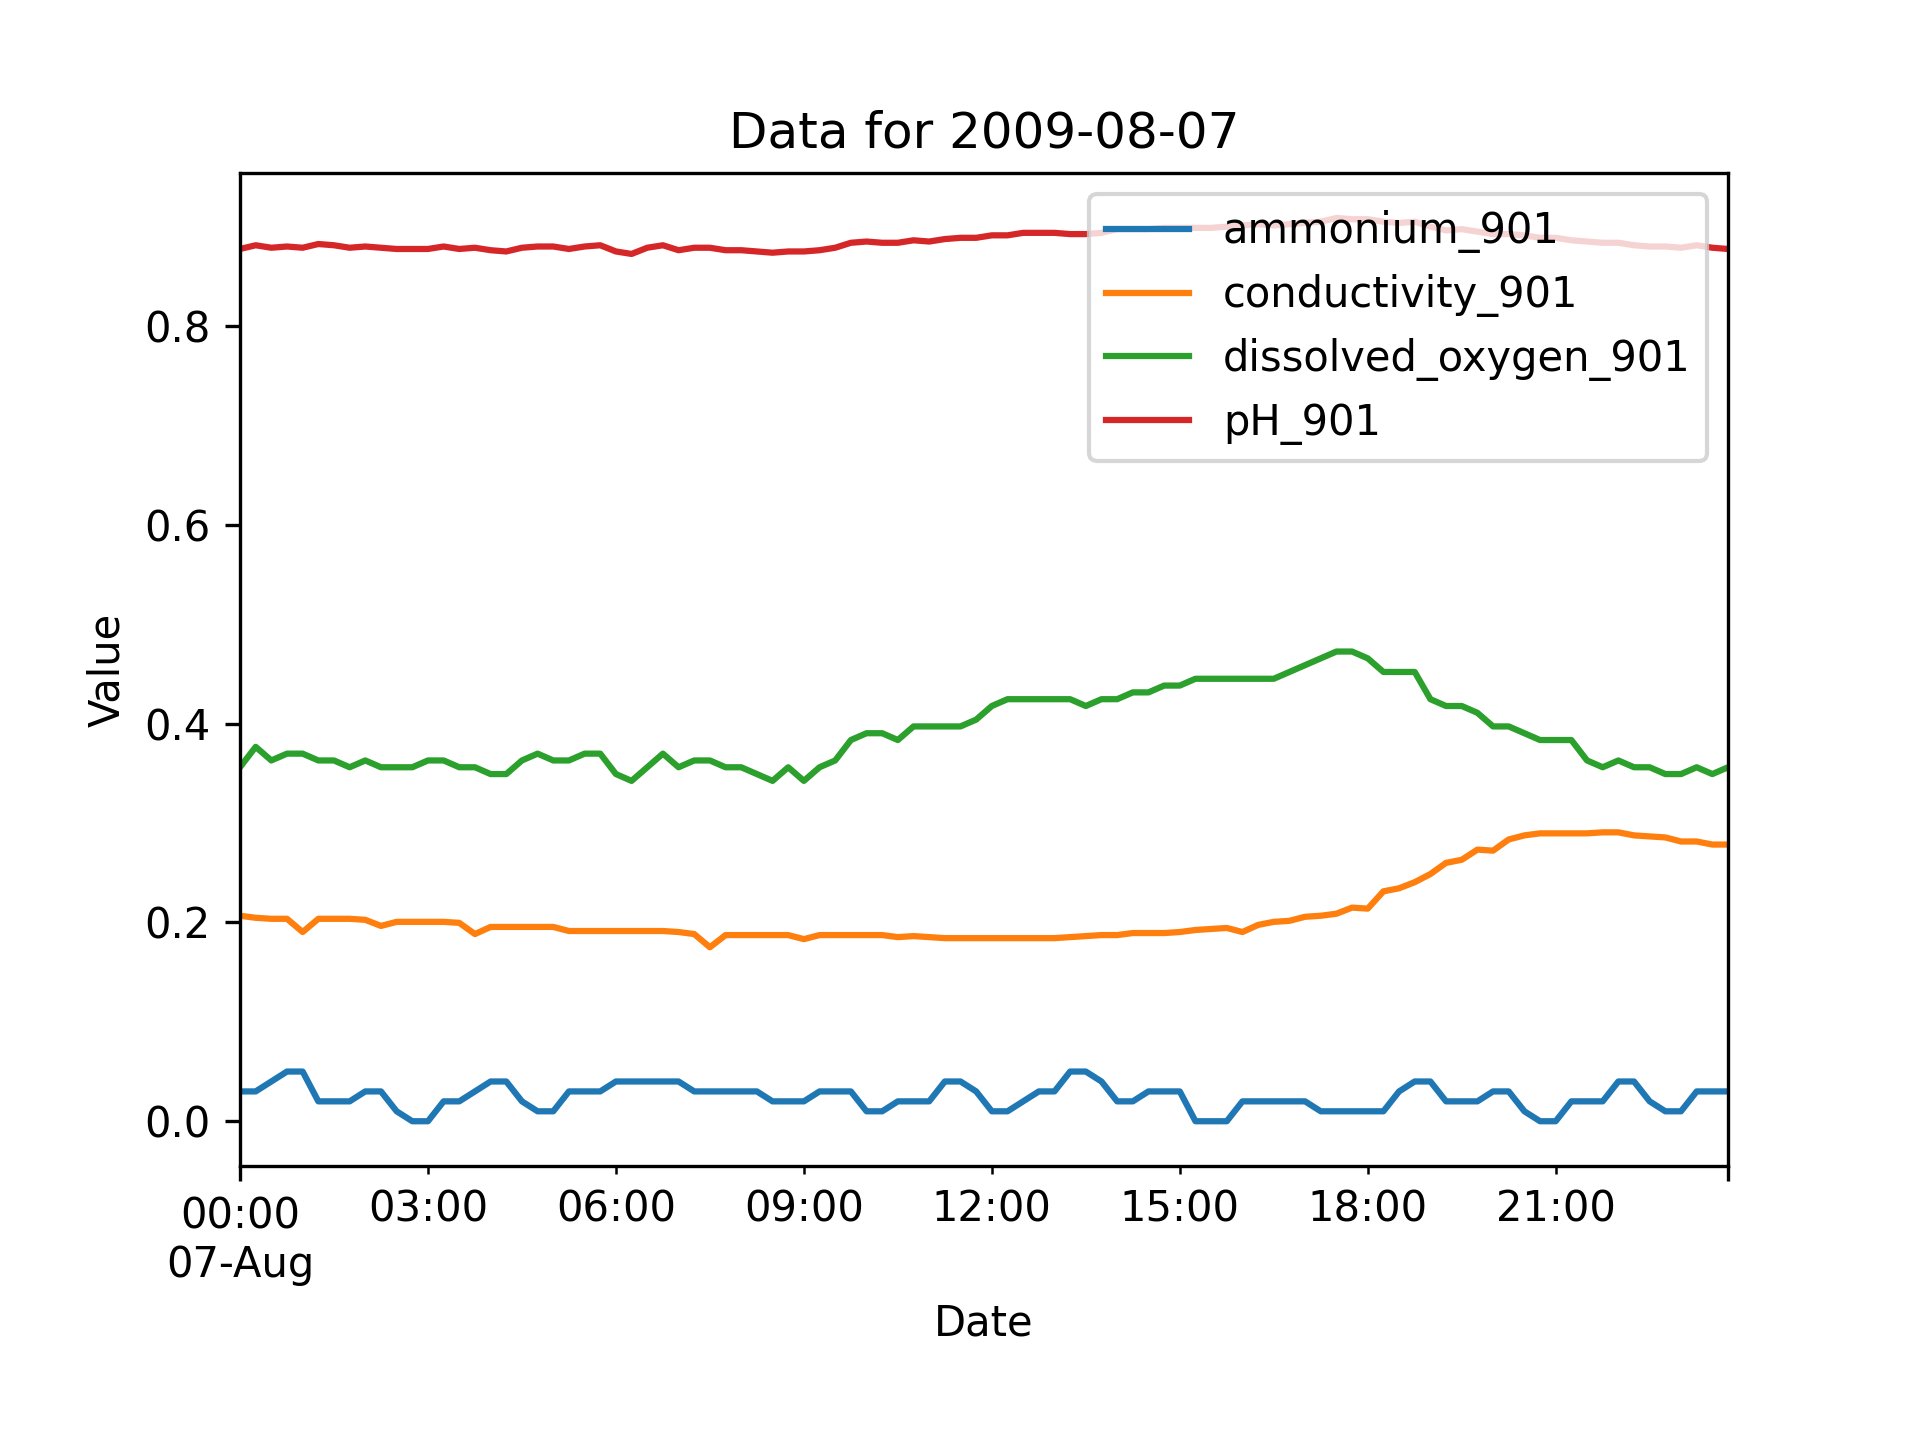 Data for 2009-08-07
ammonium_901
conductivity_901
dissolved_oxygen_901
pH_901
0.8
0.6
0.4
0.2
0.0
Value
00:00 03:00 06:00 09:00 12:00 15:00 18:00 21:00
07-Aug
Date